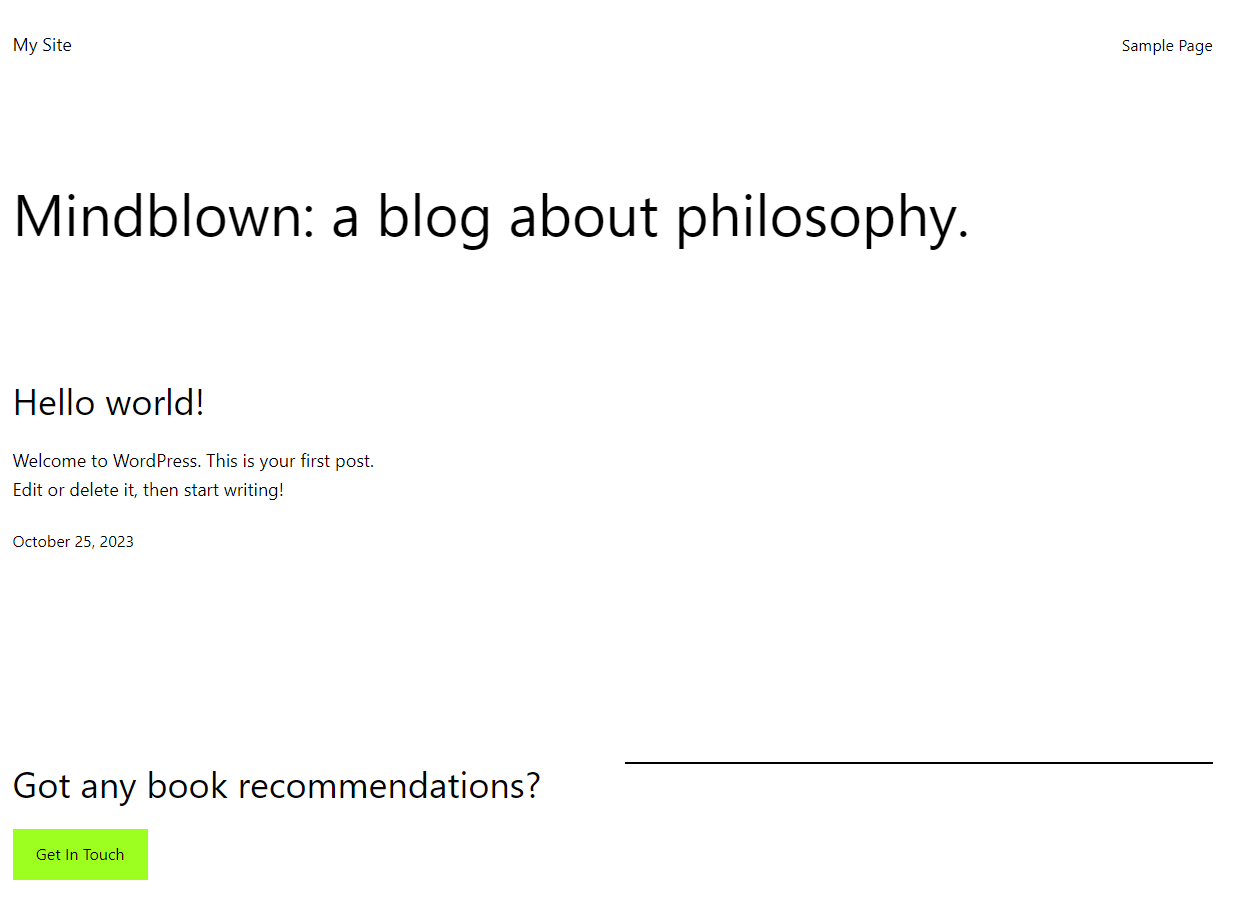 My Site
Sample Page
Mindblown: a blog about philosophy.
Hello world!
Welcome to WordPress. This is your first post.
Edit or delete it, then start writing!
October 25, 2023
Got any book recommendations?
Get In Touch